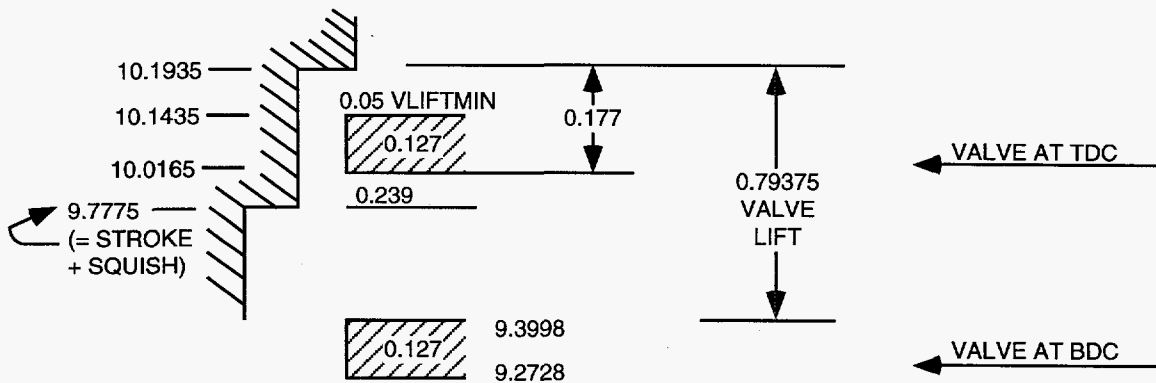 10.1935
0.05 VLIFTMIN
10.1435
0.177
0.127
VALVE AT TDC
10.0165
0.79375
VALVE
LIFT
0.239
9.7775
(= STROKE
+ SQUISH)
9.3998
0.127
VALVE AT BDC
9.2728